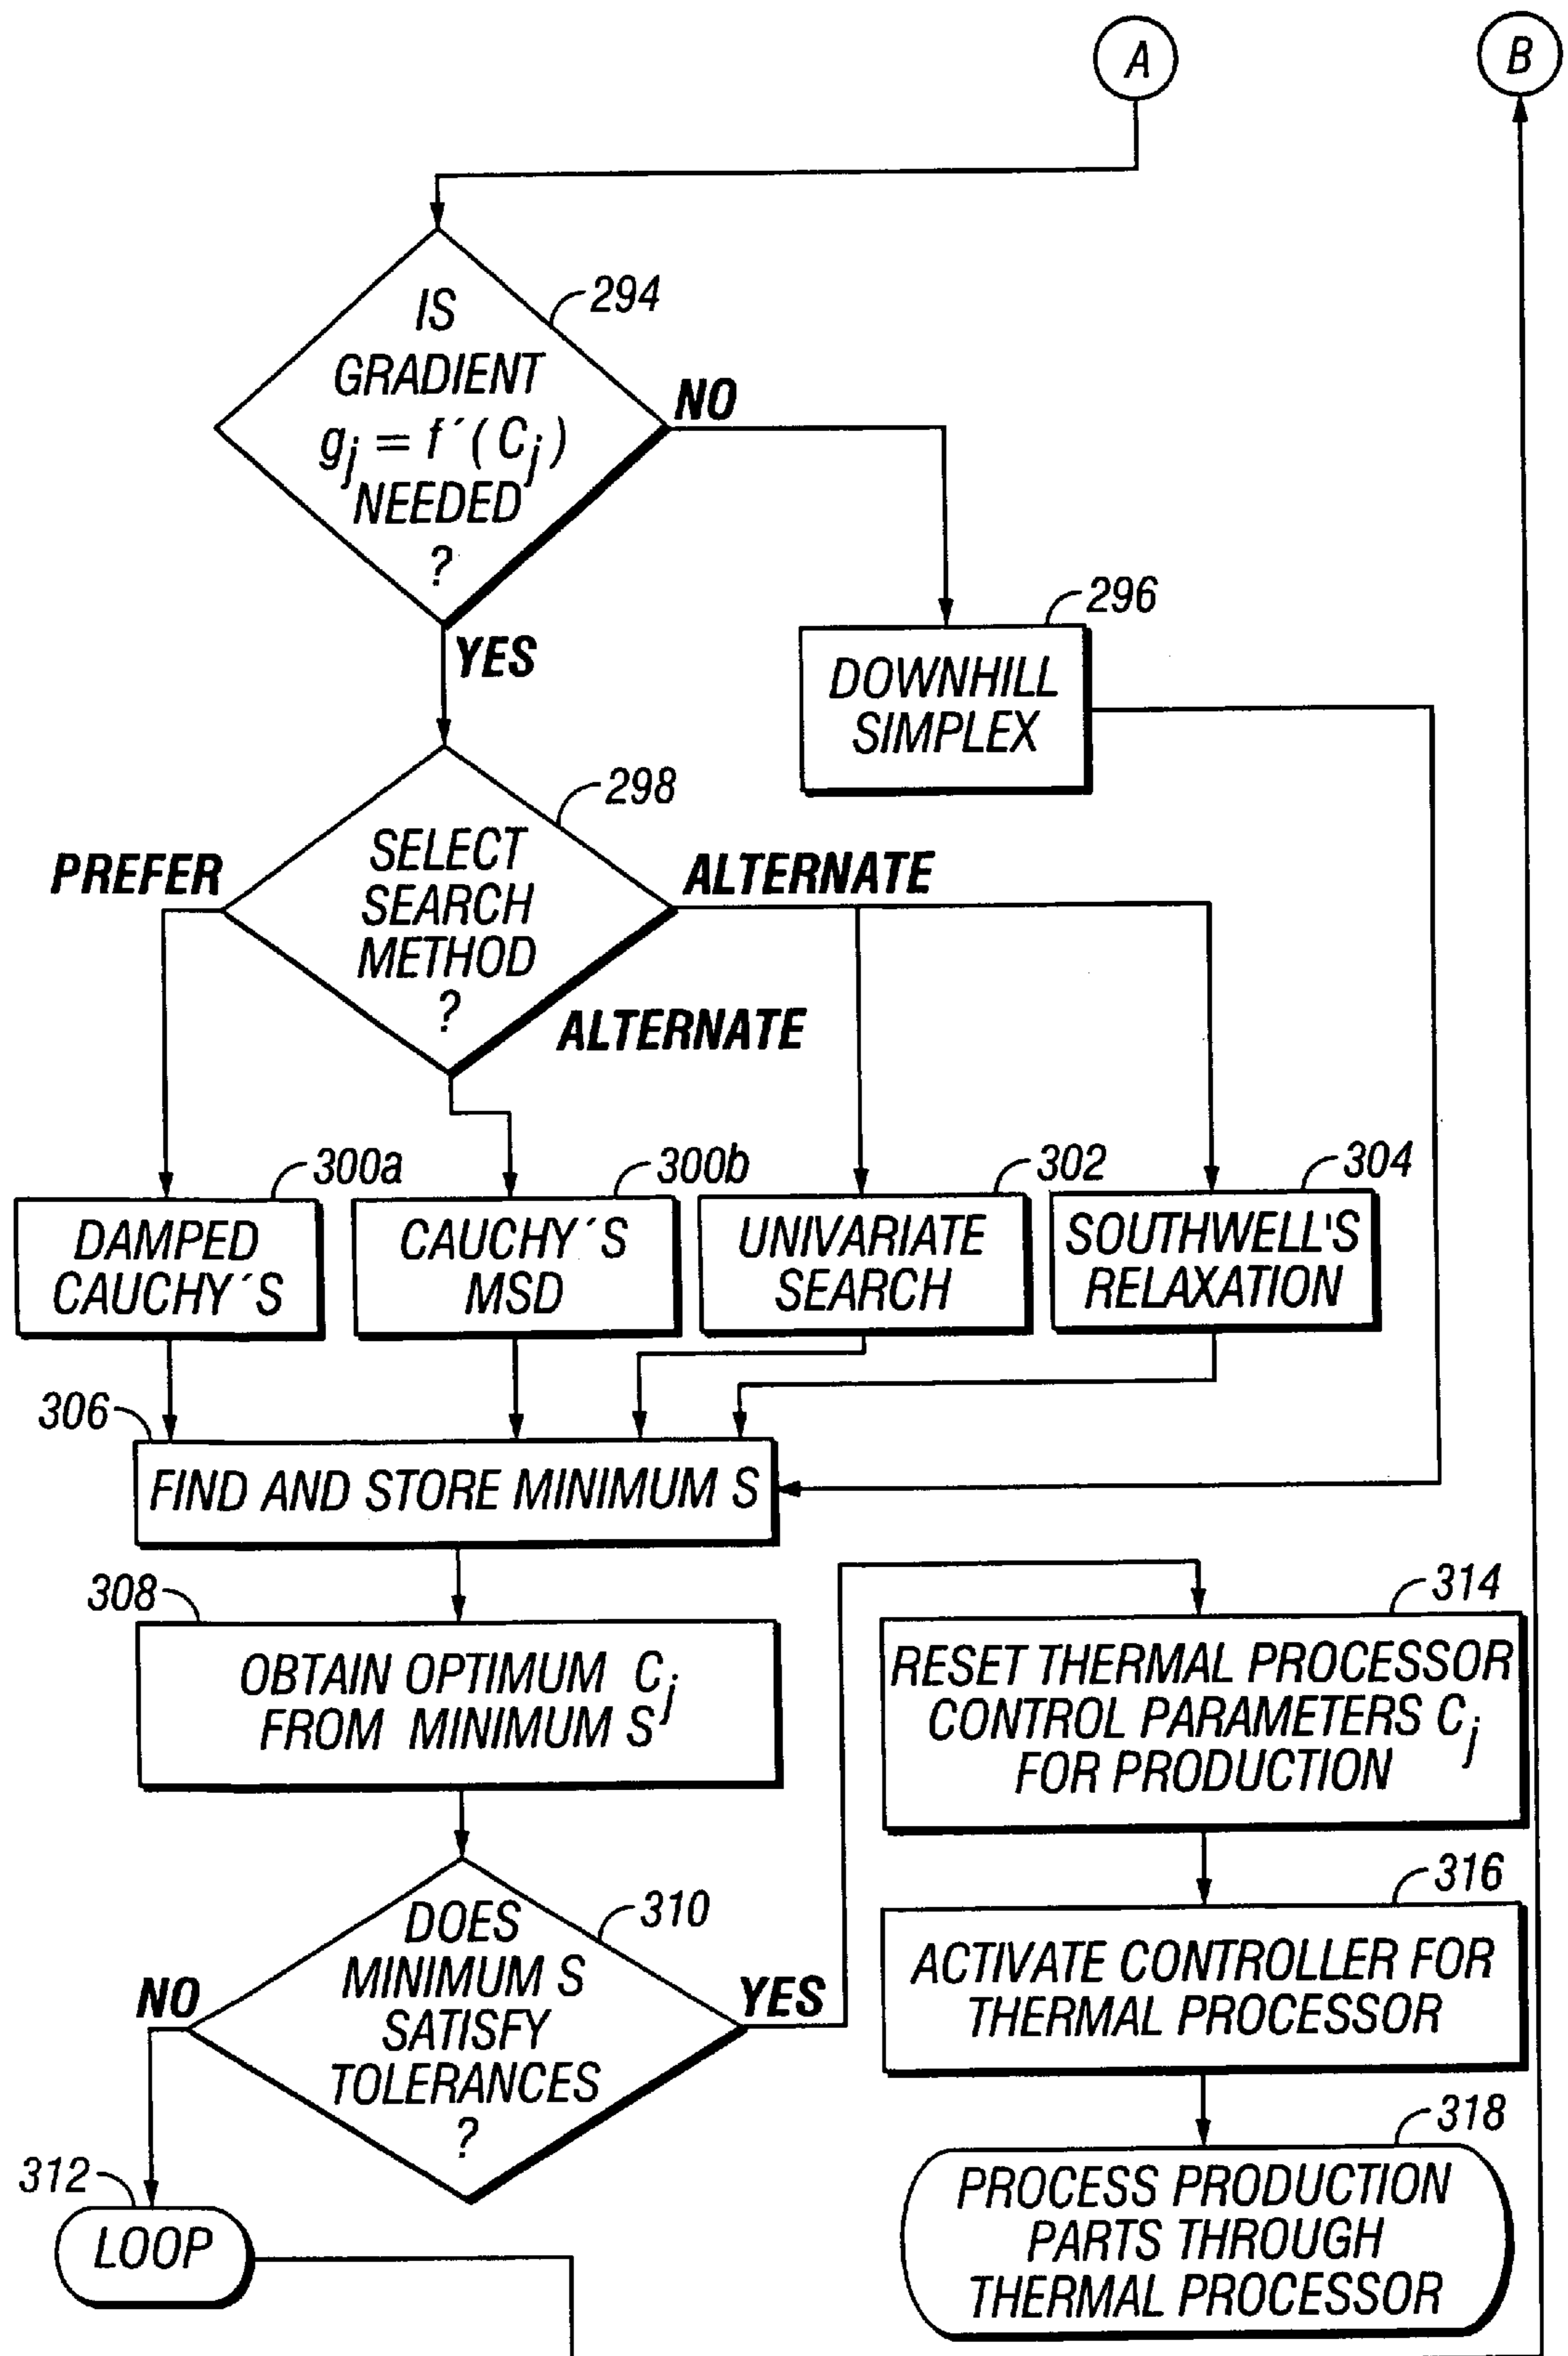 A
B
IS
GRADIENT
gj = f´(Cj)
NEEDED
?
294
NO
YES
296
DOWNHILL
SIMPLEX
298
SELECT
SEARCH
METHOD
?
PREFER
ALTERNATE
ALTERNATE
300a
DAMPED
CAUCHY´S
300b
CAUCHY´S
MSD
302
UNIVARIATE
SEARCH
304
SOUTHWELL'S
RELAXATION
306
FIND AND STORE MINIMUM S
308
OBTAIN OPTIMUM Cj
FROM MINIMUM S
310
DOES
MINIMUM S
SATISFY
TOLERANCES
?
NO
YES
312
LOOP
314
RESET THERMAL PROCESSOR
CONTROL PARAMETERS Cj
FOR PRODUCTION
316
ACTIVATE CONTROLLER FOR
THERMAL PROCESSOR
318
PROCESS PRODUCTION
PARTS THROUGH
THERMAL PROCESSOR